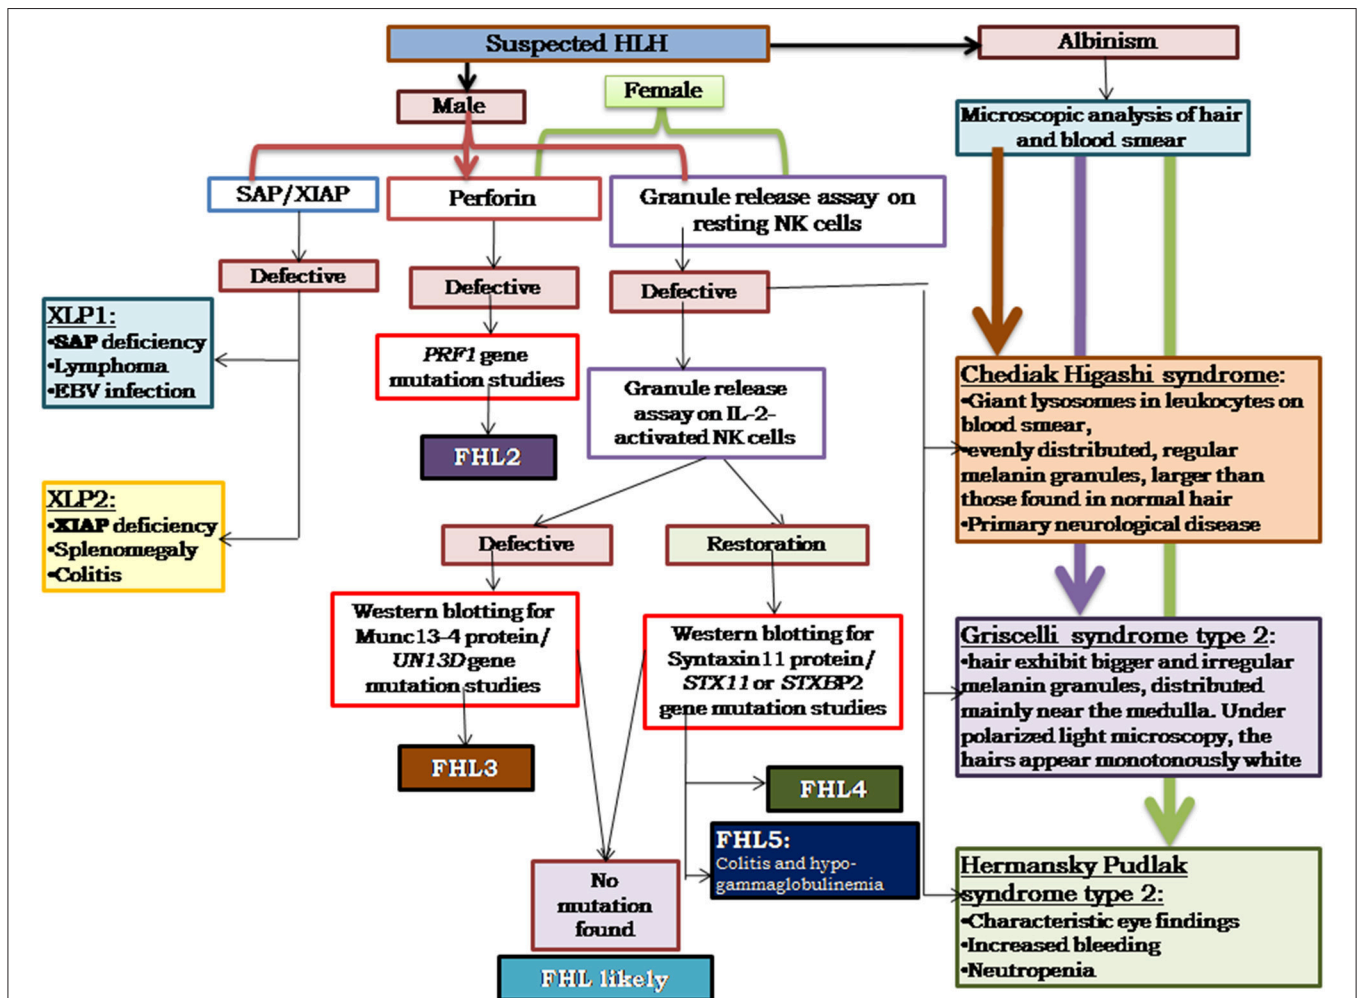 Suspected HLH
Albinism
Male
Female
Microscopic analysis of hair
and blood smear
SAP/XIAP
Perforin
Granule release assay on
resting NK cells
Defective
Defective
Defective
XLP1:
•SAP deficiency
•Lymphoma
•EBV infection
PRF1 gene
mutation studies
Granule release
assay on IL-2-
activated NK cells
Chediak Higashi syndrome:
•Giant lysosomes in leukocytes on
blood smear,
•evenly distributed, regular
melanin granules, larger than
those found in normal hair
•Primary neurological disease
FHL2
XLP2:
•XIAP deficiency
•Splenomegaly
•Colitis
Defective
Restoration
Western blotting for
Munc13-4 protein/
UN13D gene
mutation studies
Western blotting for
Syntaxin11 protein/
STX11 or STXBP2
gene mutation studies
Griscelli syndrome type 2:
•hair exhibit bigger and irregular
melanin granules, distributed
mainly near the medulla. Under
polarized light microscopy, the
hairs appear monotonously white
FHL3
FHL4
FHL5:
Colitis and hypo-
gammaglobulinemia
No
mutation
found
FHL likely
Hermansky Pudlak
syndrome type 2:
•Characteristic eye findings
•Increased bleeding
•Neutropenia